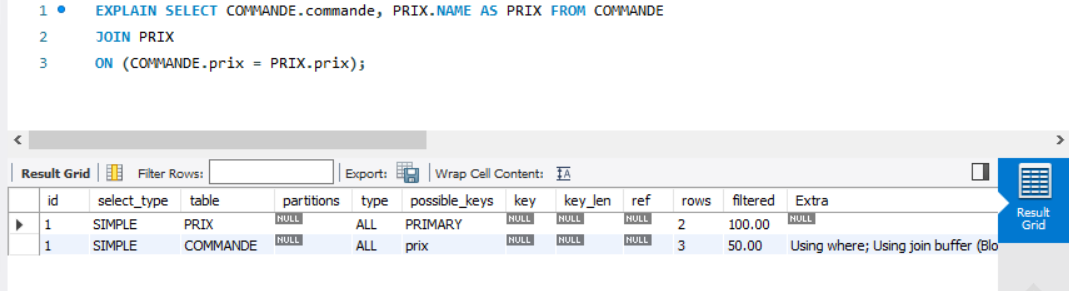 1 EXPLAIN SELECT COMMANDE.commande, PRIX.NAME AS PRIX FROM COMMANDE
2 JOIN PRIX
3 ON (COMMANDE.prix = PRIX.prix);
Result Grid Filter Rows: Export: Wrap Cell Content: IA
id select_type table partitions type possible_keys key key_len ref rows filtered Extra
1 SIMPLE PRIX NULL ALL PRIMARY NULL NULL NULL 2 100.00 NULL
1 SIMPLE COMMANDE NULL ALL prix NULL NULL NULL 3 50.00 Using where; Using join buffer (Blo
Result
Grid